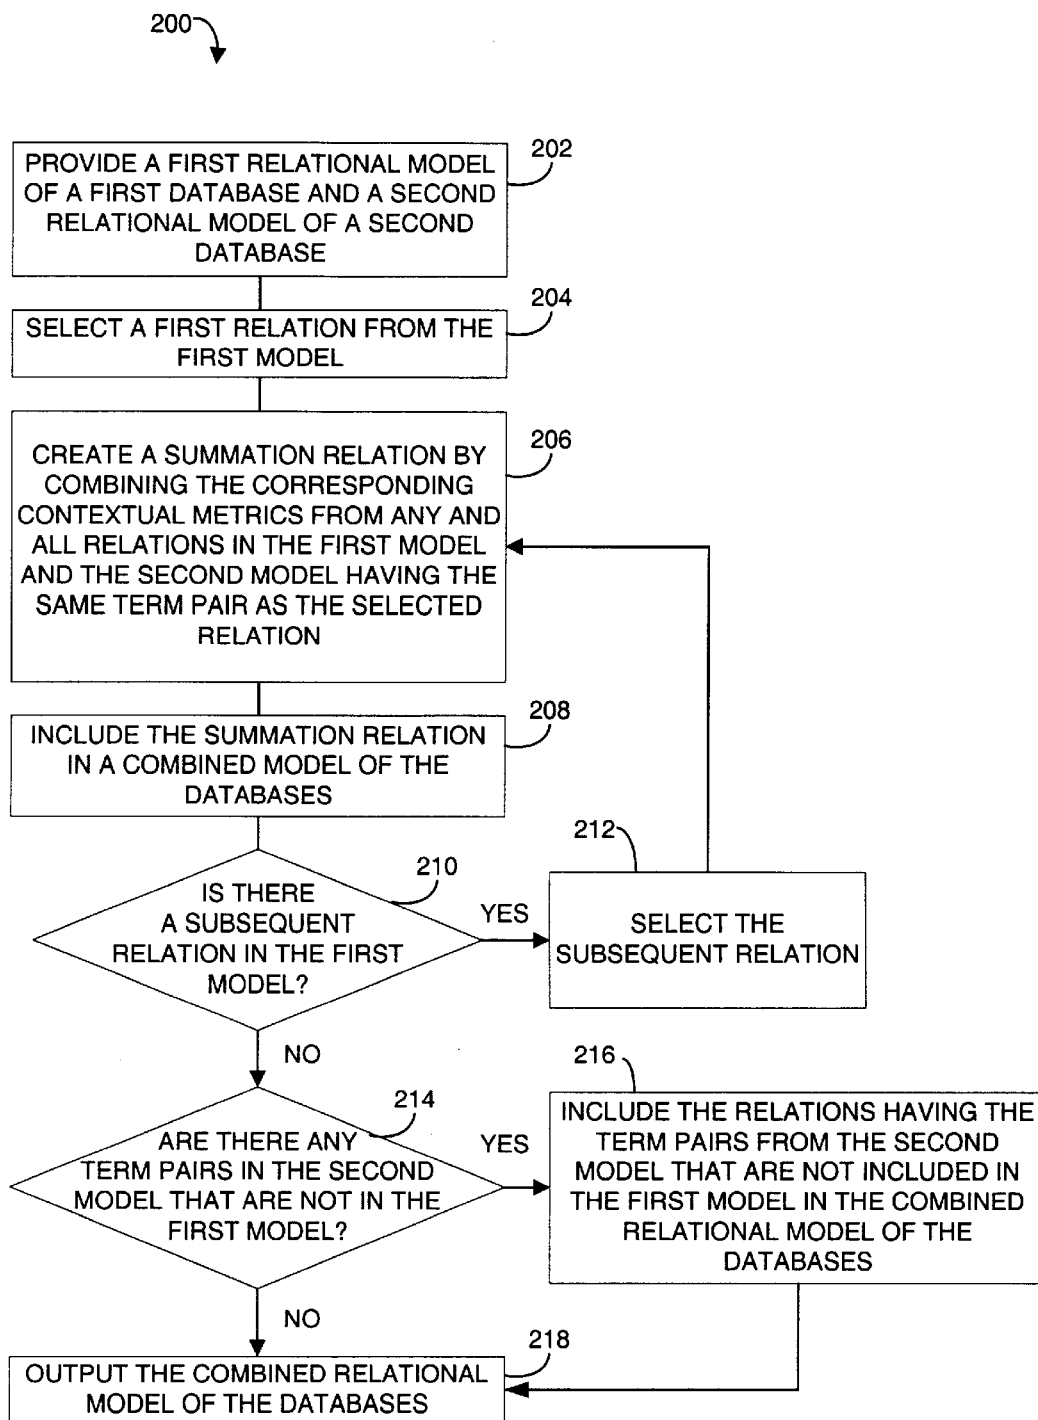 200
PROVIDE A FIRST RELATIONAL MODEL
OF A FIRST DATABASE AND A SECOND
RELATIONAL MODEL OF A SECOND
DATABASE
202
SELECT A FIRST RELATION FROM THE
FIRST MODEL
204
CREATE A SUMMATION RELATION BY
COMBINING THE CORRESPONDING
CONTEXTUAL METRICS FROM ANY AND
ALL RELATIONS IN THE FIRST MODEL
AND THE SECOND MODEL HAVING THE
SAME TERM PAIR AS THE SELECTED
RELATION
206
INCLUDE THE SUMMATION RELATION
IN A COMBINED MODEL OF THE
DATABASES
208
IS THERE
A SUBSEQUENT
RELATION IN THE FIRST
MODEL?
210
YES
212
SELECT THE
SUBSEQUENT RELATION
NO
ARE THERE ANY
TERM PAIRS IN THE SECOND
MODEL THAT ARE NOT IN THE
FIRST MODEL?
214
YES
216
INCLUDE THE RELATIONS HAVING THE
TERM PAIRS FROM THE SECOND
MODEL THAT ARE NOT INCLUDED IN
THE FIRST MODEL IN THE COMBINED
RELATIONAL MODEL OF THE
DATABASES
NO
OUTPUT THE COMBINED RELATIONAL
MODEL OF THE DATABASES
218